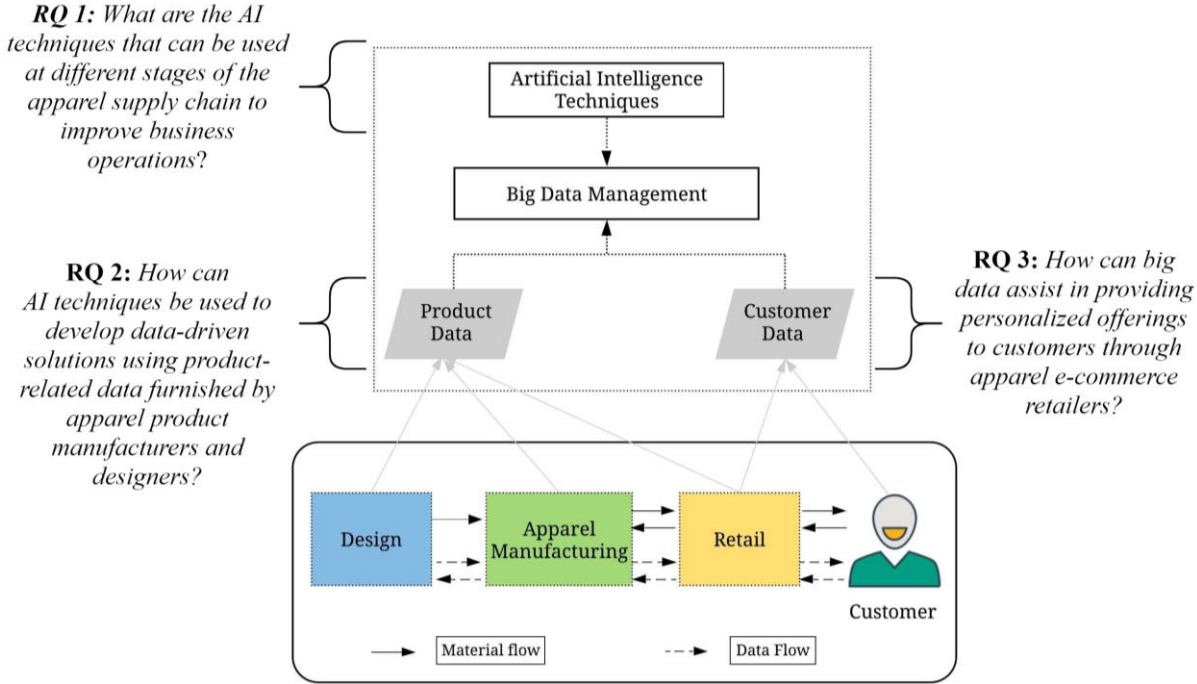 RQ 1: What are the AI
techniques that can be used
at different stages of the
apparel supply chain to
improve business
operations?
Artificial Intelligence
Techniques
Big Data Management
RQ 2: How can
AI techniques be used to
develop data-driven
solutions using product-
related data furnished by
apparel product
manufacturers and
designers?
Product
Data
Customer
Data
RQ 3: How can big
data assist in providing
personalized offerings
to customers through
apparel e-commerce
retailers?
Design
Apparel
Manufacturing
Retail
Customer
Material flow
Data Flow